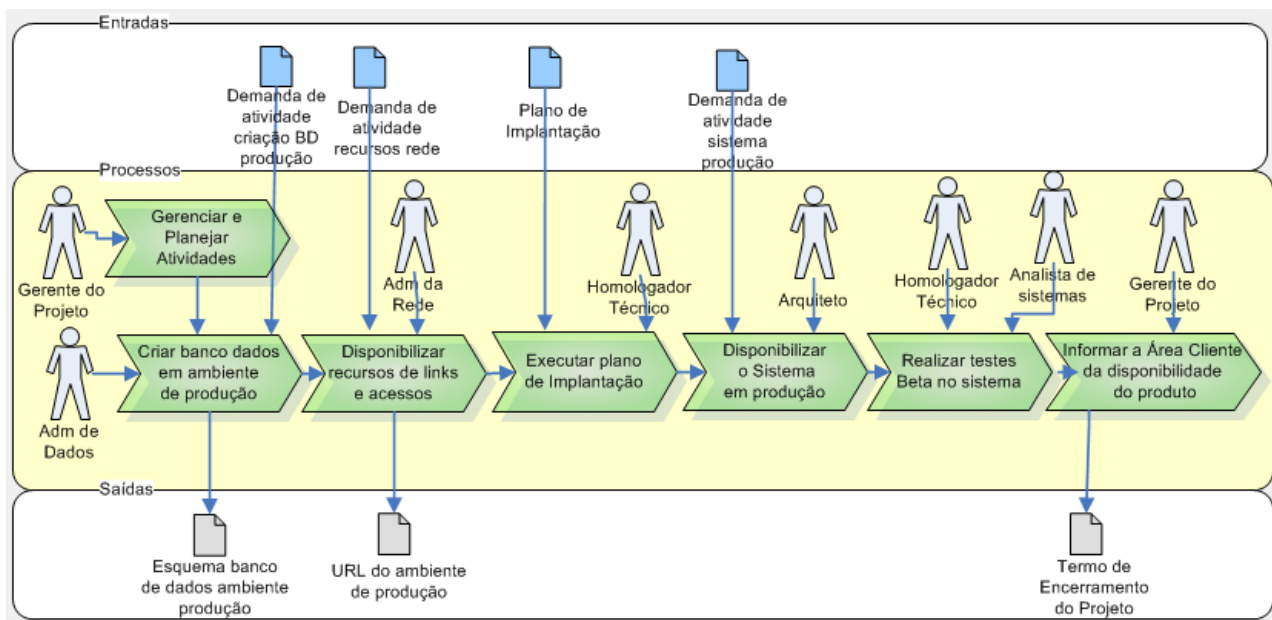 Entradas
Demanda de
atividade
criação BD
produção
Demanda de
atividade
recursos rede
Plano de
Implantação
Demanda de
atividade
sistema
produção
Processos
Gerente do
Projeto
Gerenciar e
Planejar
Atividades
Adm da
Rede
Homologador
Técnico
Arquiteto
Homologador
Técnico
Analista de
sistemas
Gerente do
Projeto
Adm de
Dados
Criar banco dados
em ambiente
de produção
Disponibilizar
recursos de links
e acessos
Executar plano
de Implantação
Disponibilizar
o Sistema
em produção
Realizar testes
Beta no sistema
Informar a Área Cliente
da disponibilidade
do produto
Saídas
Esquema banco
de dados ambiente
produção
URL do ambiente
de produção
Termo de
Encerramento
do Projeto